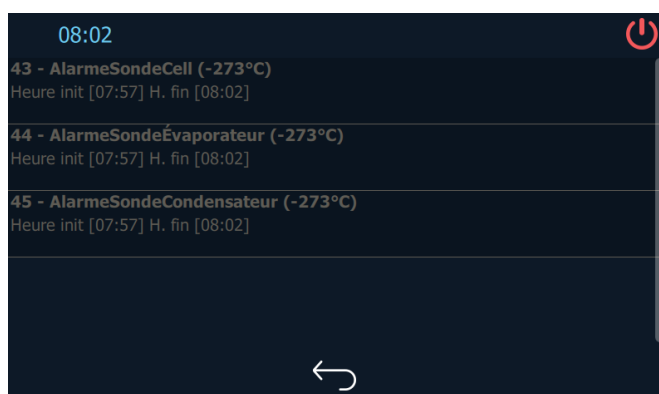 08:02
43 - AlarmeSondeCell (-273°C)
Heure init [07:57] H. fin [08:02]
44 - AlarmeSondeÉvaporateur (-273°C)
Heure init [07:57] H. fin [08:02]
45 - AlarmeSondeCondensateur (-273°C)
Heure init [07:57] H. fin [08:02]